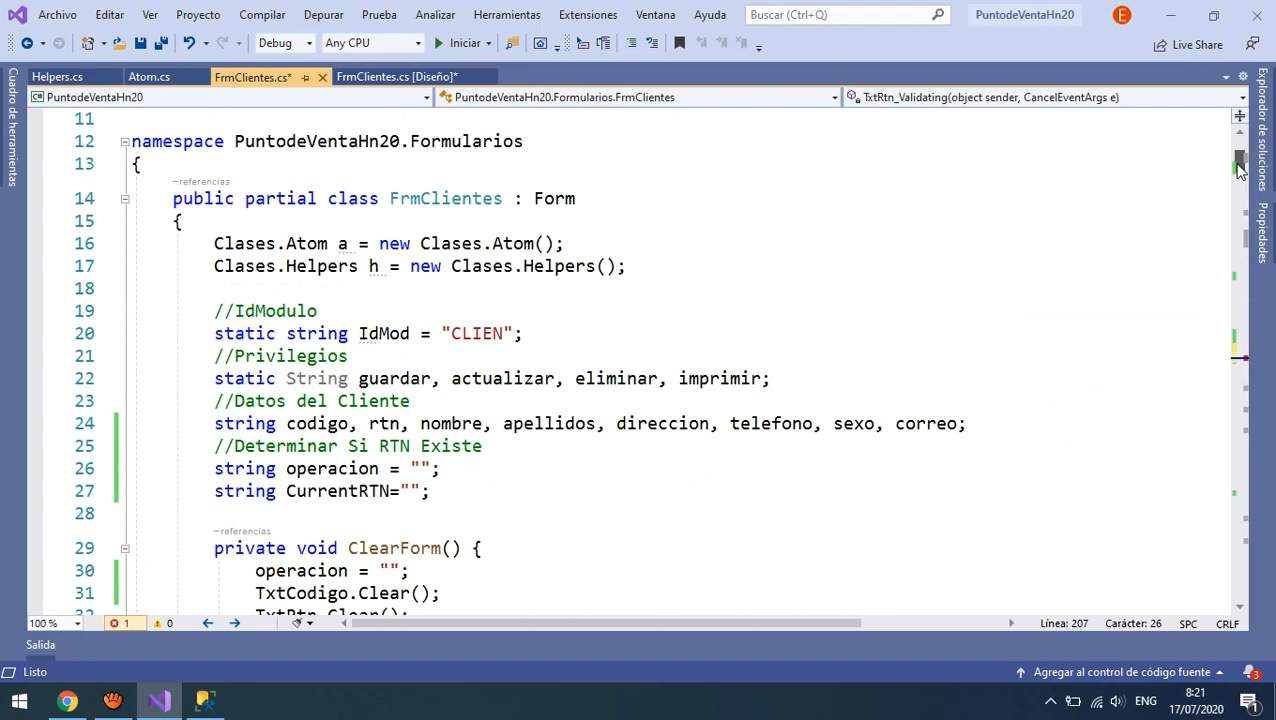 Archivo Editar Ver Proyecto Compilar Depurar Prueba Analizar Herramientas Extensiones Ventana Ayuda Buscar (Ctrl+Q) PuntodeVentaHn20 E
Debug Any CPU Iniciar Live Share
Helpers.cs Atom.cs FrmClientes.cs* FrmClientes.cs [Diseño]*
PuntodeVentaHn20 PuntodeVentaHn20.Formularios.FrmClientes TxtRtn_Validating(object sender, CancelEventArgs e)
Cuadro de herramientas
Explorador de soluciones
Propiedades
11
12 namespace PuntodeVentaHn20.Formularios
13 {
–referencias
14 public partial class FrmClientes : Form
15 {
16 Clases.Atom a = new Clases.Atom();
17 Clases.Helpers h = new Clases.Helpers();
18
19 //IdModulo
20 static string IdMod = "CLIEN";
21 //Privilegios
22 static String guardar, actualizar, eliminar, imprimir;
23 //Datos del Cliente
24 string codigo, rtn, nombre, apellidos, direccion, telefono, sexo, correo;
25 //Determinar Si RTN Existe
26 string operacion = "";
27 string CurrentRTN="";
28
–referencias
29 private void ClearForm() {
30 operacion = "";
31 TxtCodigo.Clear();
32 TxtRtn.Clear();
100 % 1 0 Línea: 207 Carácter: 26 SPC CRLF
Salida
Listo Agregar al control de código fuente 3
ENG 8:21 17/07/2020 1